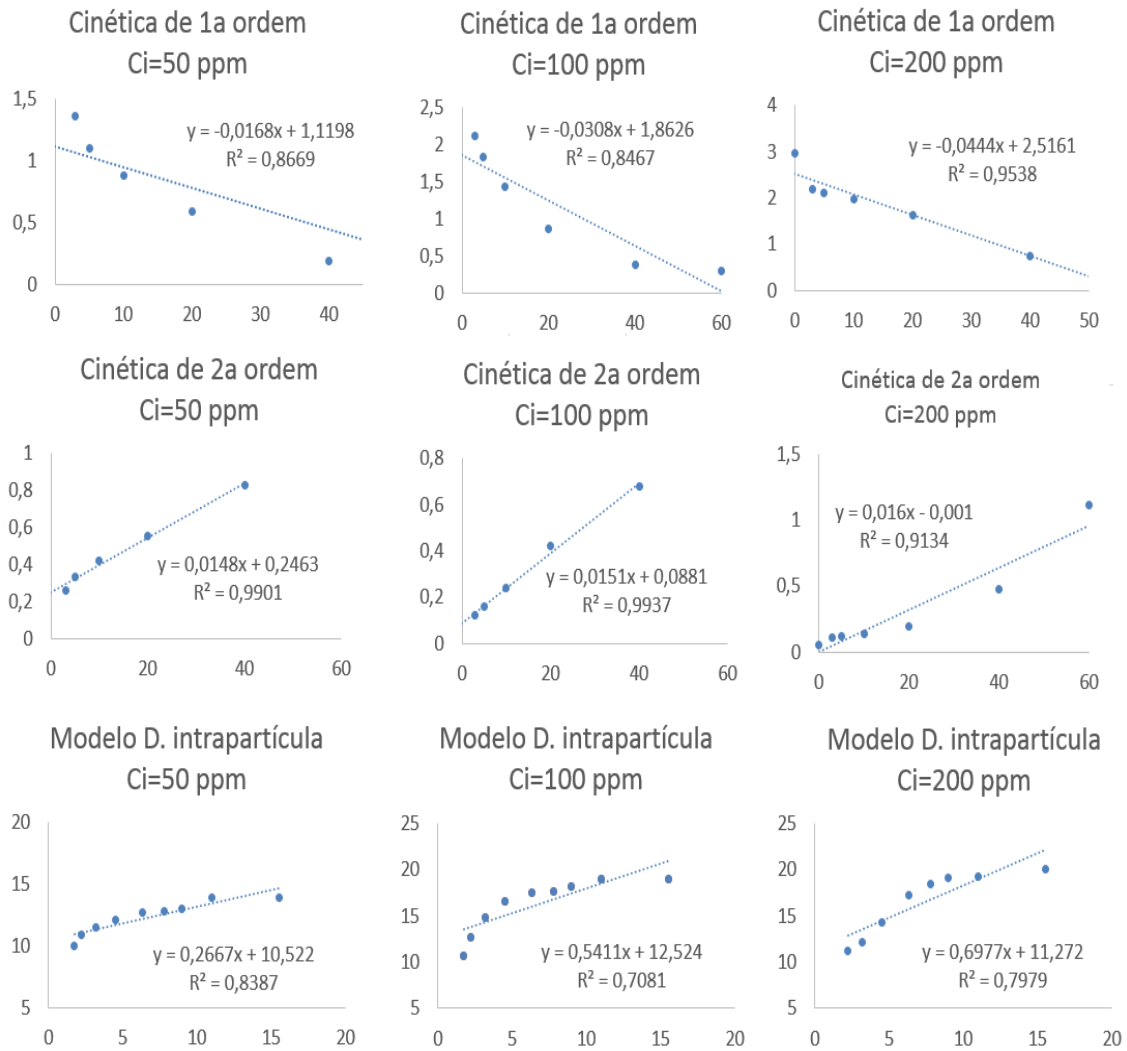 Cinética de 1a ordem
Ci=50 ppm
1,5
1
0,5
0
y = -0,0168x + 1,1198
R² = 0,8669
0 10 20 30 40
Cinética de 1a ordem
Ci=100 ppm
2,5
2
1,5
1
0,5
0
y = -0,0308x + 1,8626
R² = 0,8467
0 20 40 60
Cinética de 1a ordem
Ci=200 ppm
4
3
2
1
0
y = -0,0444x + 2,5161
R² = 0,9538
0 10 20 30 40 50
Cinética de 2a ordem
Ci=50 ppm
1
0,8
0,6
0,4
0,2
0
y = 0,0148x + 0,2463
R² = 0,9901
0 20 40 60
Cinética de 2a ordem
Ci=100 ppm
0,8
0,6
0,4
0,2
0
y = 0,0151x + 0,0881
R² = 0,9937
0 20 40 60
Cinética de 2a ordem
Ci=200 ppm
1,5
1
0,5
0
y = 0,016x - 0,001
R² = 0,9134
0 20 40 60
Modelo D. intrapartícula
Ci=50 ppm
20
15
10
5
y = 0,2667x + 10,522
R² = 0,8387
0 5 10 15 20
Modelo D. intrapartícula
Ci=100 ppm
25
20
15
10
5
y = 0,5411x + 12,524
R² = 0,7081
0 5 10 15 20
Modelo D. intrapartícula
Ci=200 ppm
25
20
15
10
5
y = 0,6977x + 11,272
R² = 0,7979
0 5 10 15 20